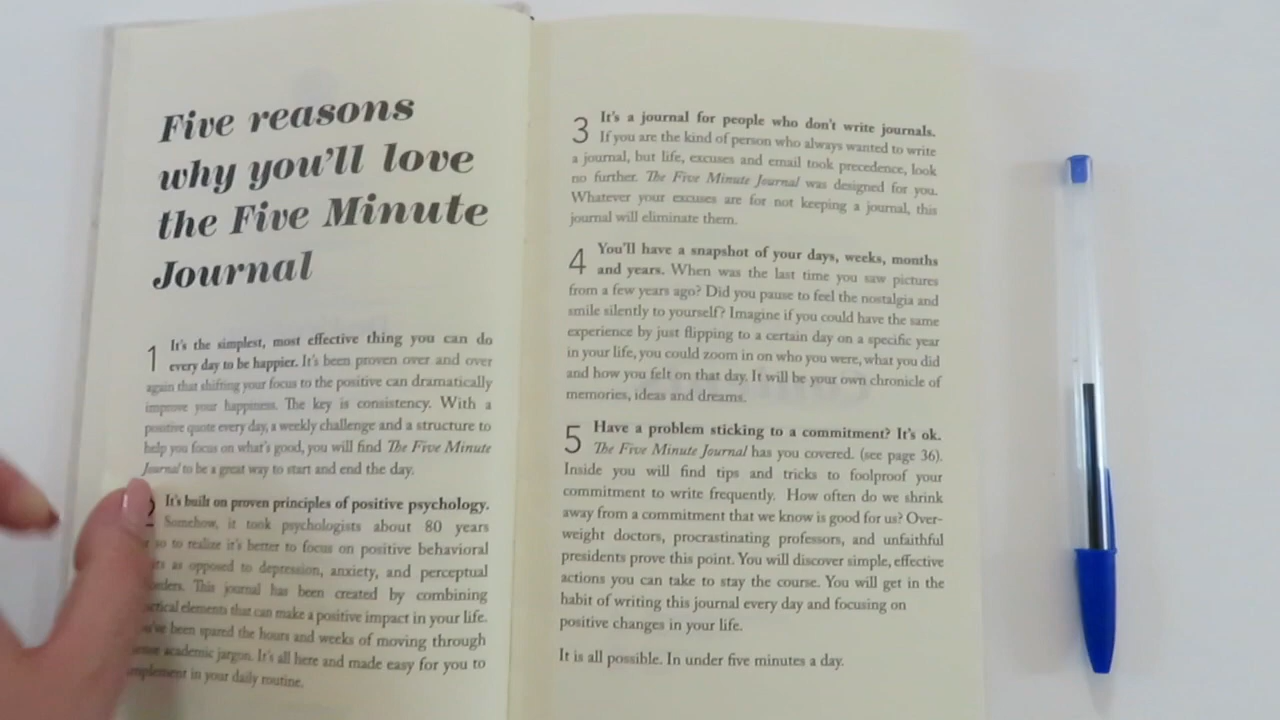 Five reasons
why you'll love
the Five Minute
Journal
1 It's the simplest, most effective thing you can do
every day to be happier. It's been proven over and over
again that shifting your focus to the positive can dramatically
improve your happiness. The key is consistency. With a
positive quote every day, a weekly challenge and a structure to
help you focus on what's good, you will find The Five Minute
Journal to be a great way to start and end the day.
2 It's built on proven principles of positive psychology.
Somehow, it took psychologists about 80 years
or so to realize it's better to focus on positive behavioral
as opposed to depression, anxiety, and perceptual
This journal has been created by combining
elements that can make a positive impact in your life.
You've been spared the hours and weeks of moving through
academic jargon. It's all here and made easy for you to
implement in your daily routine.
3 It's a journal for people who don't write journals.
If you are the kind of person who always wanted to write
a journal, but life, excuses and email took precedence, look
no further. The Five Minute Journal was designed for you.
Whatever your excuses are for not keeping a journal, this
journal will eliminate them.
4 You'll have a snapshot of your days, weeks, months
and years. When was the last time you saw pictures
from a few years ago? Did you pause to feel the nostalgia and
smile silently to yourself? Imagine if you could have the same
experience by just flipping to a certain day on a specific year
in your life, you could zoom in on who you were, what you did
and how you felt on that day. It will be your own chronicle of
memories, ideas and dreams.
5 Have a problem sticking to a commitment? It's ok.
The Five Minute Journal has you covered. (see page 36).
Inside you will find tips and tricks to foolproof your
commitment to write frequently. How often do we shrink
away from a commitment that we know is good for us? Over-
weight doctors, procrastinating professors, and unfaithful
presidents prove this point. You will discover simple, effective
actions you can take to stay the course. You will get in the
habit of writing this journal every day and focusing on
positive changes in your life.
It is all possible. In under five minutes a day.